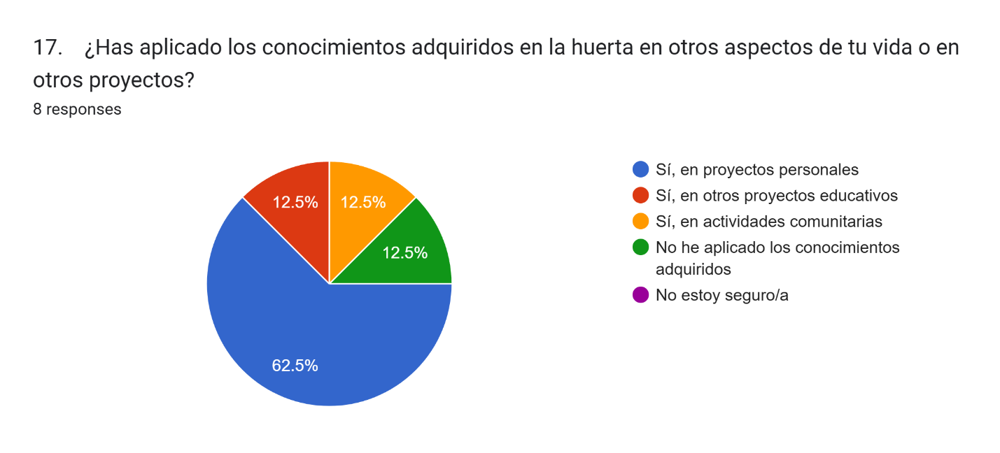 17. ¿Has aplicado los conocimientos adquiridos en la huerta en otros aspectos de tu vida o en
otros proyectos?
8 responses
12.5%
12.5%
12.5%
62.5%
Sí, en proyectos personales
Sí, en otros proyectos educativos
Sí, en actividades comunitarias
No he aplicado los conocimientos
adquiridos
No estoy seguro/a